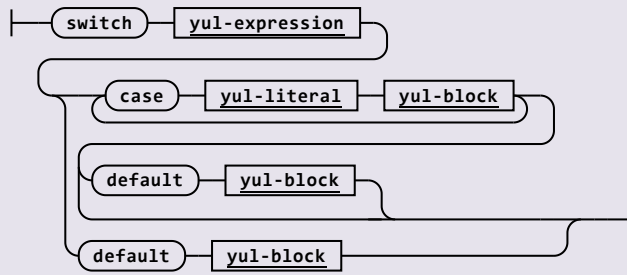 switch yul-expression
case yul-literal yul-block
default yul-block
default yul-block